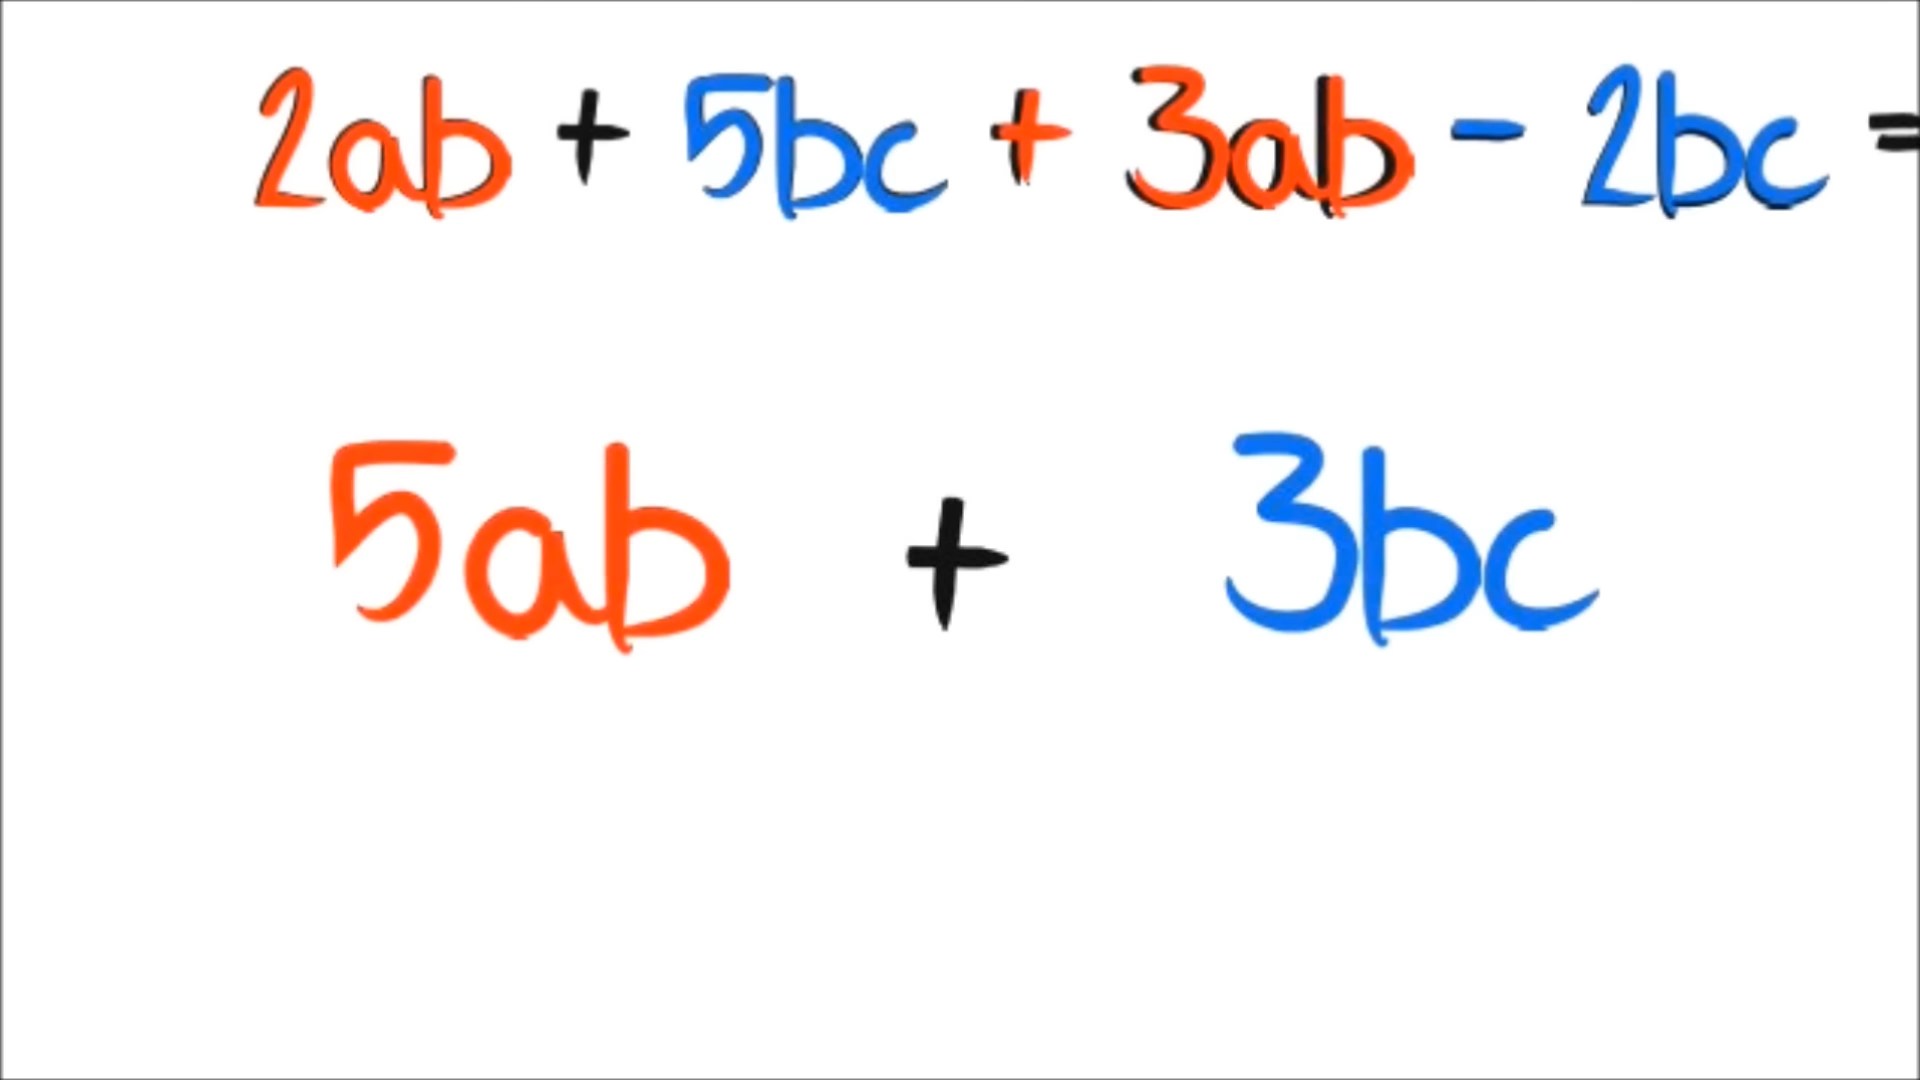 2ab + 5bc + 3ab - 2bc =
5ab + 3bc